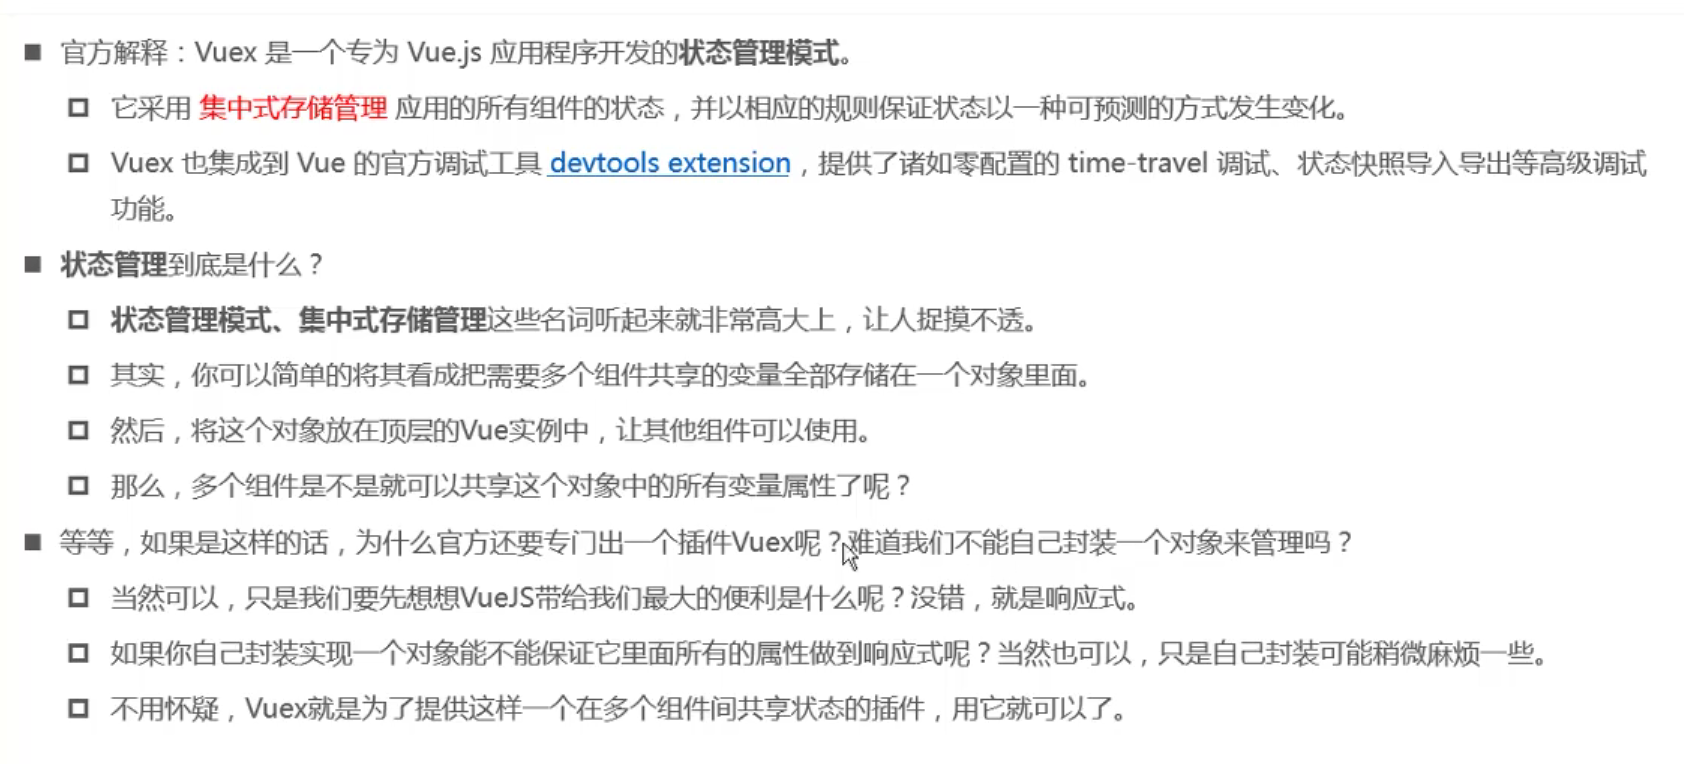 官方解释：Vuex 是一个专为 Vue.js 应用程序开发的状态管理模式。
它采用 集中式存储管理 应用的所有组件的状态，并以相应的规则保证状态以一种可预测的方式发生变化。
Vuex 也集成到 Vue 的官方调试工具 devtools extension，提供了诸如零配置的 time-travel 调试、状态快照导入导出等高级调试
功能。
状态管理到底是什么？
状态管理模式、集中式存储管理这些名词听起来就非常高大上，让人捉摸不透。
其实，你可以简单的将其看成把需要多个组件共享的变量全部存储在一个对象里面。
然后，将这个对象放在顶层的Vue实例中，让其他组件可以使用。
那么，多个组件是不是就可以共享这个对象中的所有变量属性了呢？
等等，如果是这样的话，为什么官方还要专门出一个插件Vuex呢？难道我们不能自己封装一个对象来管理吗？
当然可以，只是我们要先想想VueJS带给我们最大的便利是什么呢？没错，就是响应式。
如果你自己封装实现一个对象能不能保证它里面所有的属性做到响应式呢？当然也可以，只是自己封装可能稍微麻烦一些。
不用怀疑，Vuex就是为了提供这样一个在多个组件间共享状态的插件，用它就可以了。